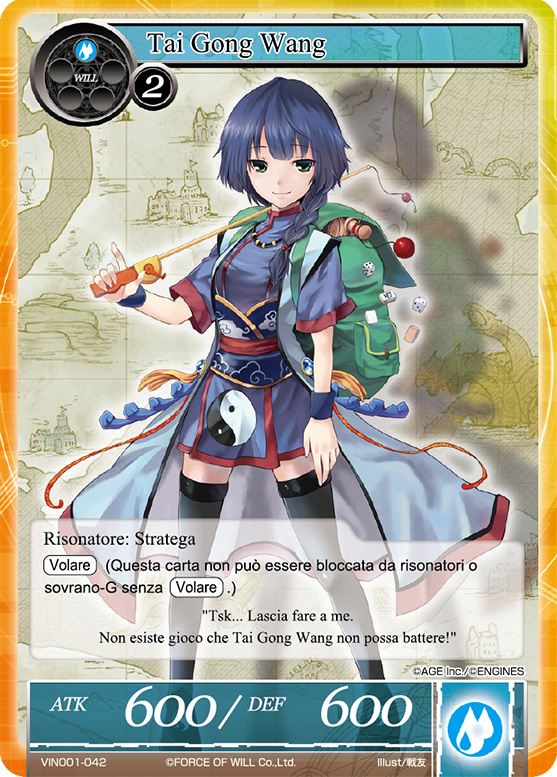 Tai Gong Wang
WILL
2
Risonatore: Stratega
Volare (Questa carta non può essere bloccata da risonatori o
sovrano-G senza Volare.)
"Tsk... Lascia fare a me.
Non esiste gioco che Tai Gong Wang non possa battere!"
©AGE Inc./©ENGINES
ATK 600/ DEF 600
VIN001-042 ©FORCE OF WILL Co.,Ltd. Illust/戦友